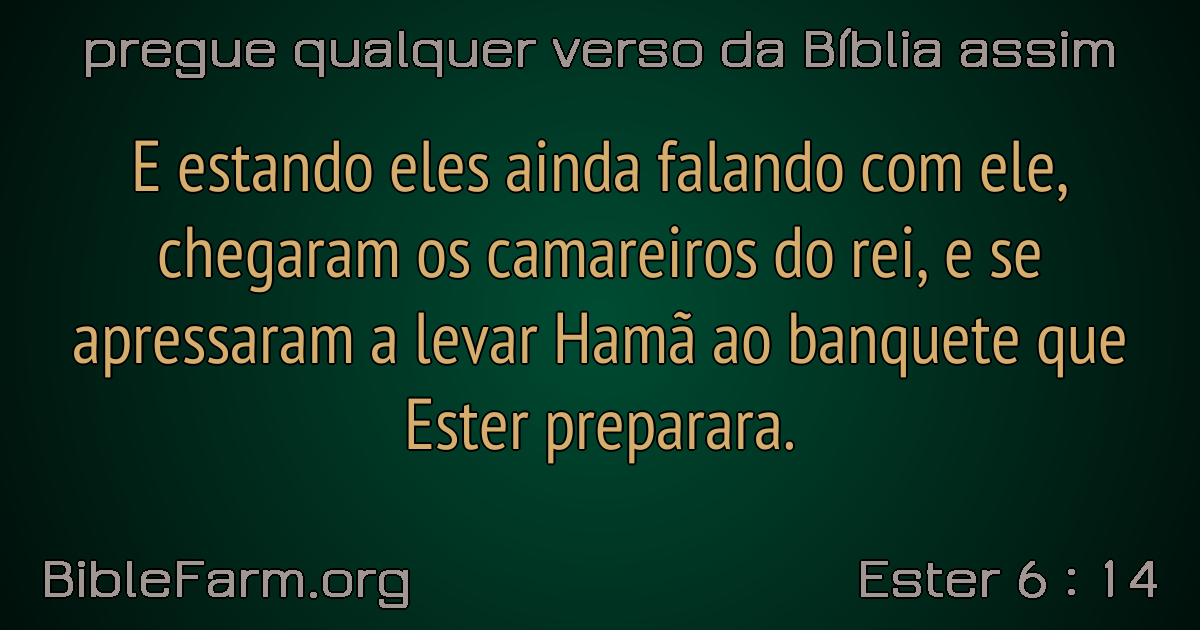 pregue qualquer verso da Bíblia assim
E estando eles ainda falando com ele,
chegaram os camareiros do rei, e se
apressaram a levar Hamã ao banquete que
Ester preparara.
BibleFarm.org
Ester 6 : 14